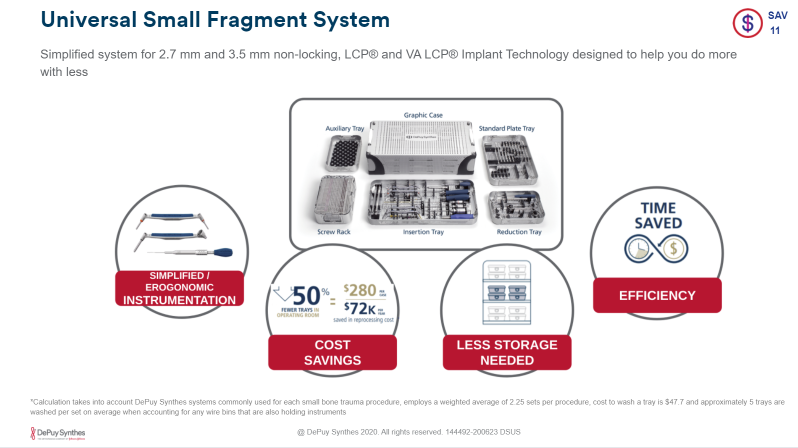 Universal Small Fragment System
SAV
11
Simplified system for 2.7 mm and 3.5 mm non-locking, LCP® and VA LCP® Implant Technology designed to help you do more
with less
Graphic Case
Auxiliary Tray
Standard Plate Tray
DePuy Synthes
Screw Rack
Insertion Tray
Reduction Tray
SIMPLIFIED /
EROGONOMIC
INSTRUMENTATION
50%
FEWER TRAYS IN
OPERATING ROOM
=
$280
$72K
saved in reprocessing cost
COST
SAVINGS
LESS STORAGE
NEEDED
TIME
SAVED
$
EFFICIENCY
*Calculation takes into account DePuy Synthes systems commonly used for each small bone trauma procedure, employs a weighted average of 2.25 sets per procedure, cost to wash a tray is $47.7 and approximately 5 trays are
washed per set on average when accounting for any wire bins that are also holding instruments
DePuy Synthes
@ DePuy Synthes 2020. All rights reserved. 144492-200623 DSUS